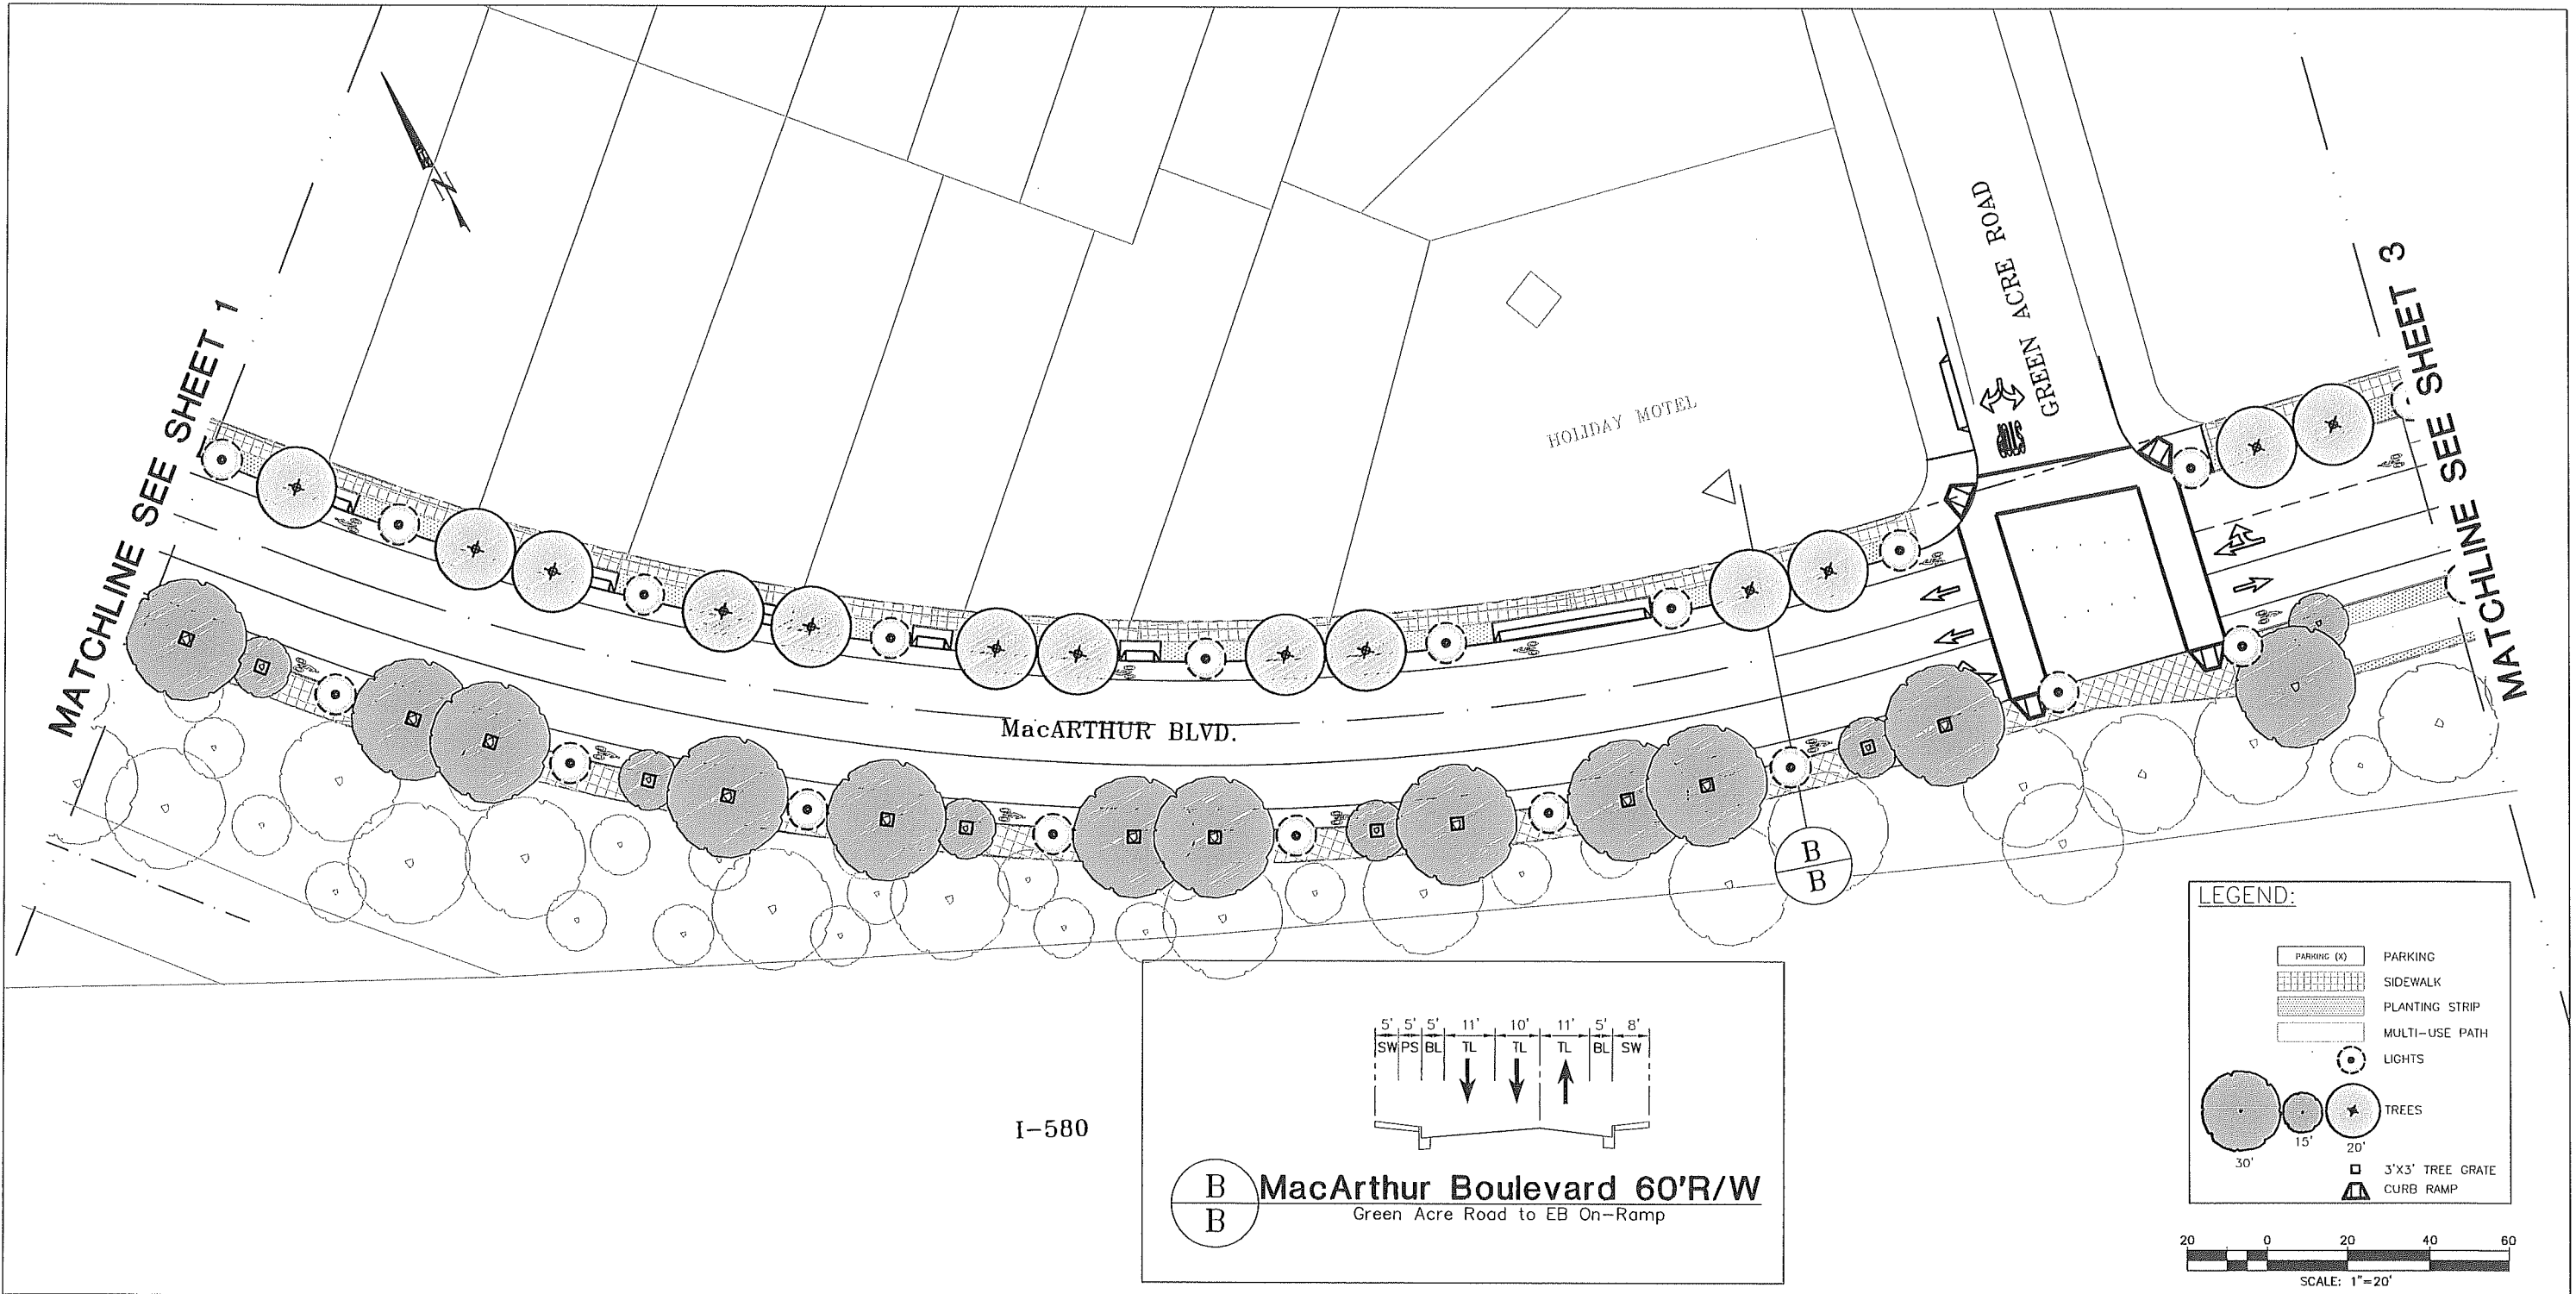 MATCHLINE SEE SHEET 1
N
HOLIDAY MOTEL
GREEN ACRE ROAD
STOP
MATCHLINE SEE SHEET 3
MacARTHUR BLVD.
B
B
I-580
5' 5' 5' 11' 10' 11' 5' 8'
SW PS BL TL TL TL BL SW
B
B
MacArthur Boulevard 60'R/W
Green Acre Road to EB On-Ramp
LEGEND:
PARKING (X) PARKING
SIDEWALK
PLANTING STRIP
MULTI-USE PATH
LIGHTS
TREES
30' 15' 20'
3'X3' TREE GRATE
CURB RAMP
20 0 20 40 60
SCALE: 1"=20'